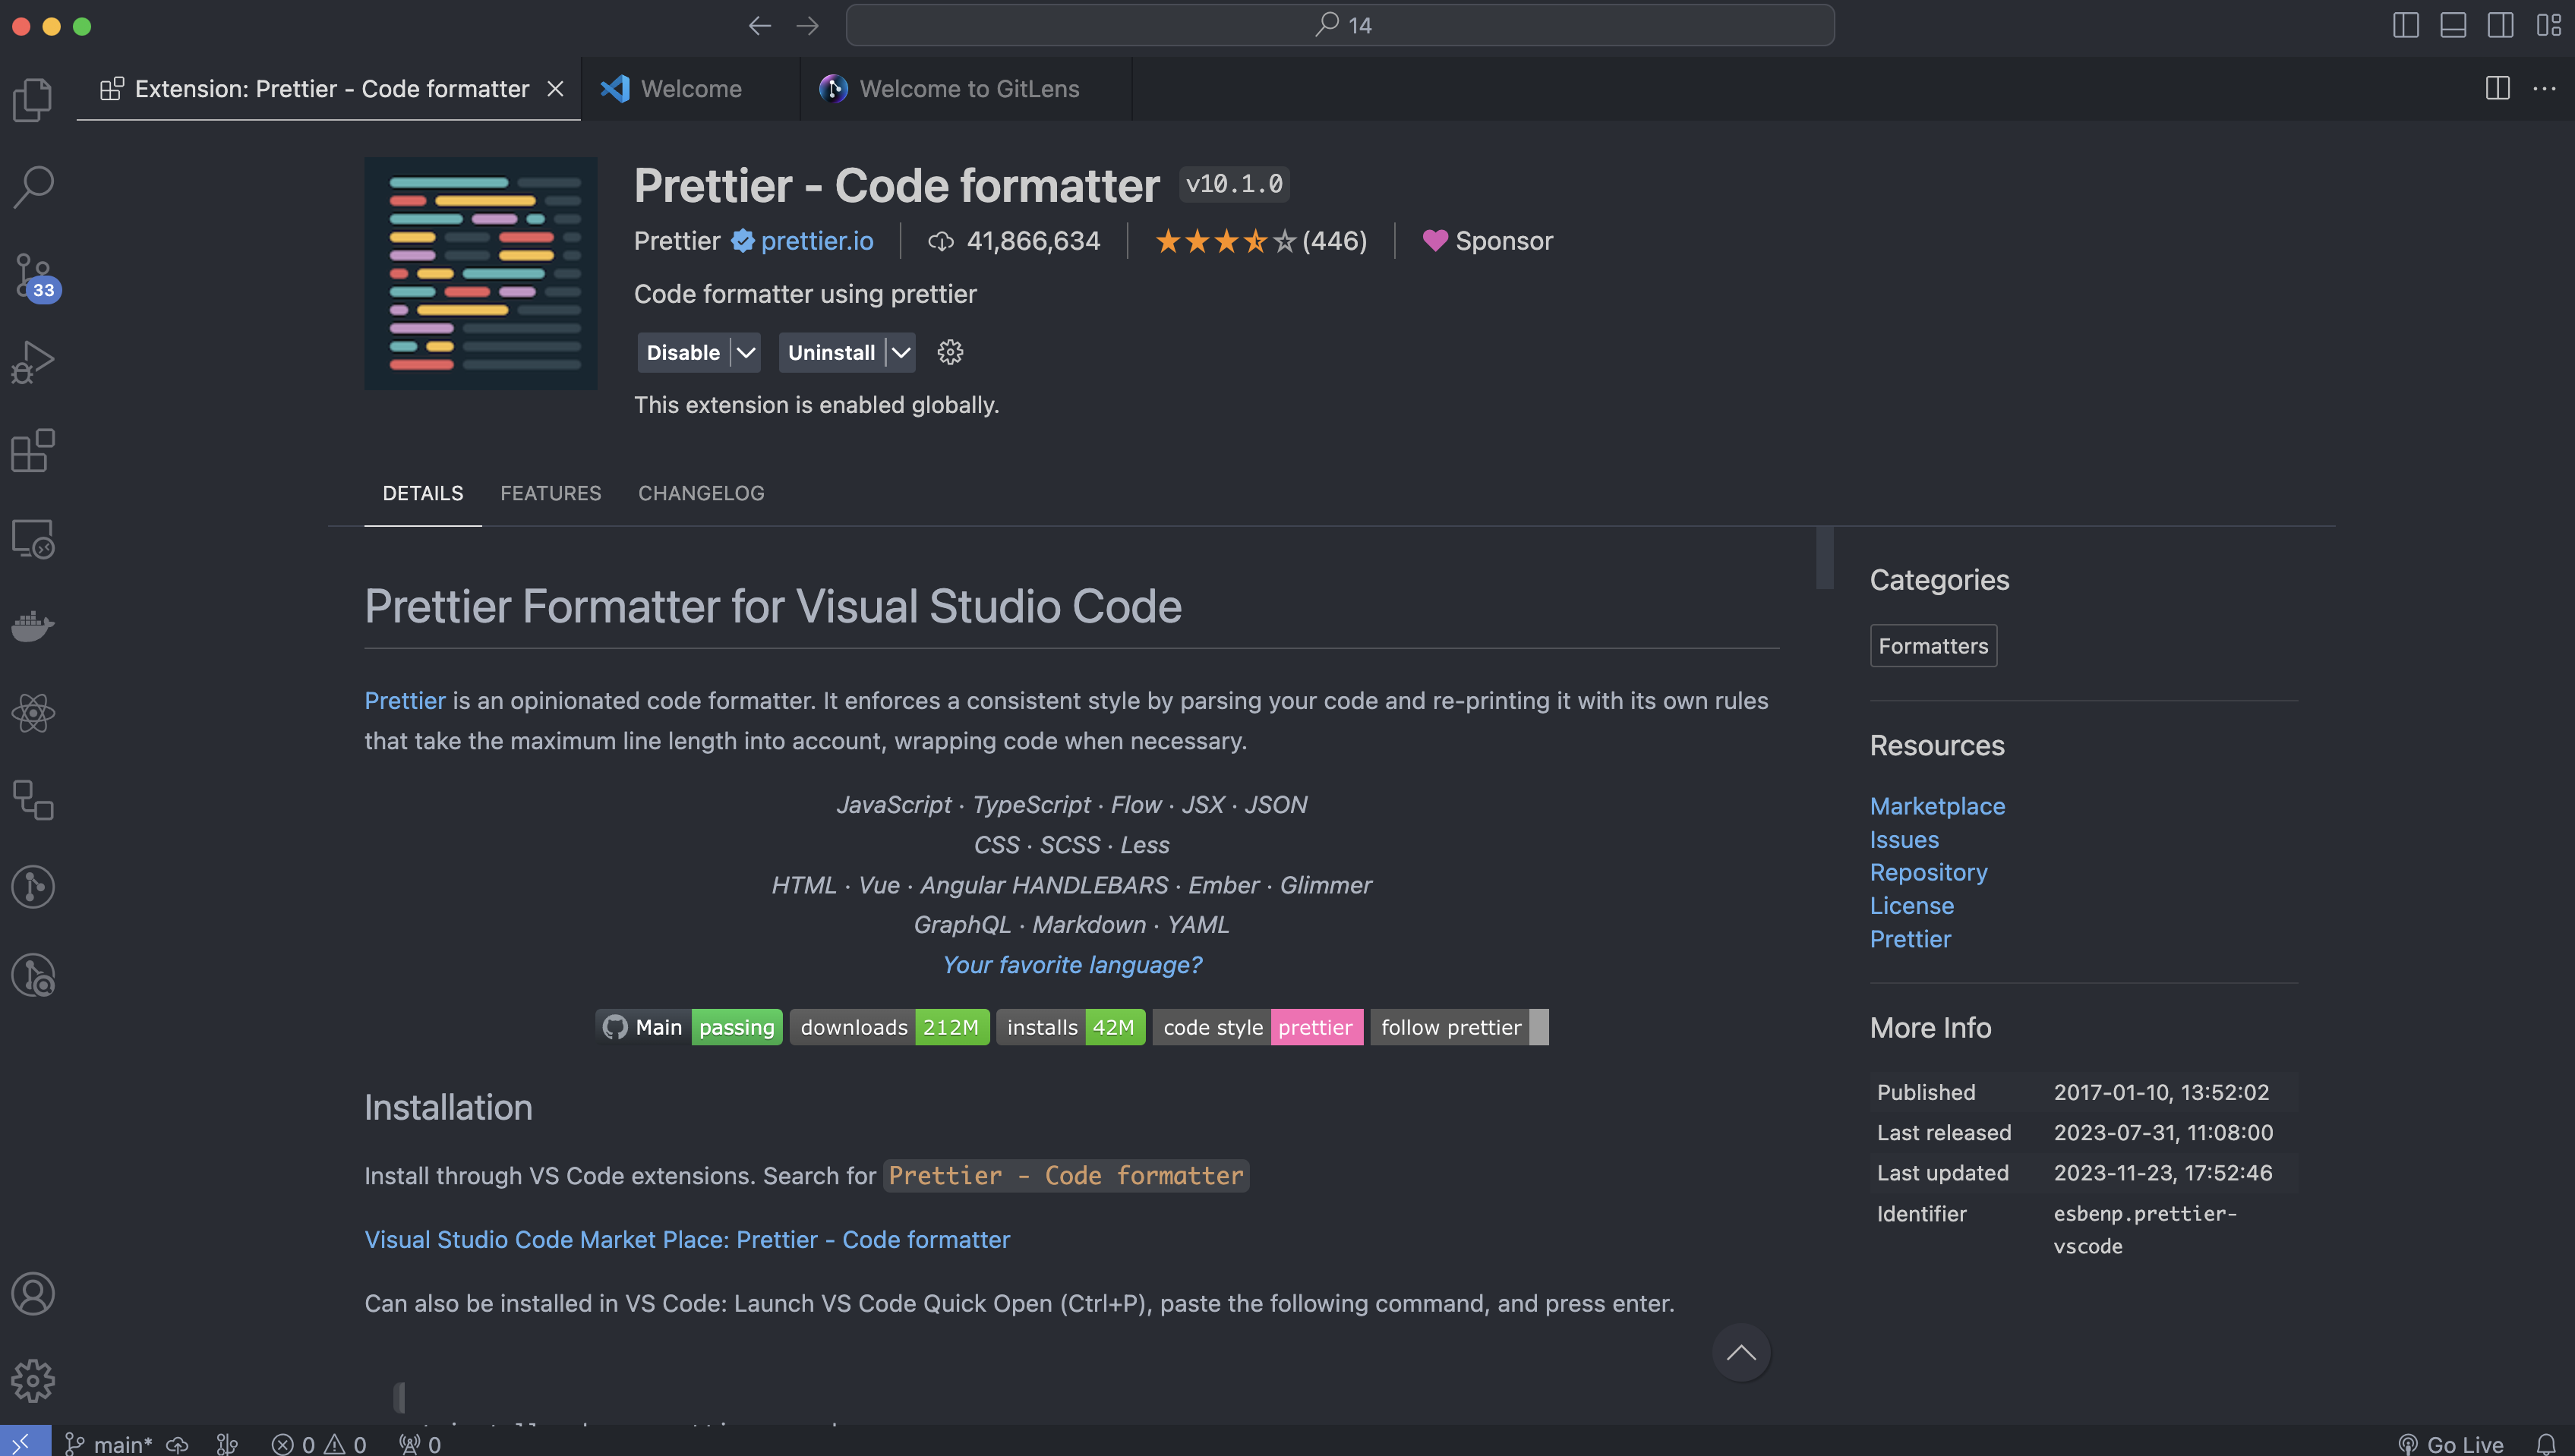 14
Extension: Prettier - Code formatter
Welcome
Welcome to GitLens
33
Prettier - Code formatter v10.1.0
Prettier prettier.io 41,866,634 (446) Sponsor
Code formatter using prettier
Disable Uninstall
This extension is enabled globally.
DETAILS FEATURES CHANGELOG
Prettier Formatter for Visual Studio Code
Prettier is an opinionated code formatter. It enforces a consistent style by parsing your code and re-printing it with its own rules
that take the maximum line length into account, wrapping code when necessary.
JavaScript · TypeScript · Flow · JSX · JSON
CSS · SCSS · Less
HTML · Vue · Angular HANDLEBARS · Ember · Glimmer
GraphQL · Markdown · YAML
Your favorite language?
Main passing downloads 212M installs 42M code style prettier follow prettier
Installation
Install through VS Code extensions. Search for Prettier - Code formatter
Visual Studio Code Market Place: Prettier - Code formatter
Can also be installed in VS Code: Launch VS Code Quick Open (Ctrl+P), paste the following command, and press enter.
Categories
Formatters
Resources
Marketplace
Issues
Repository
License
Prettier
More Info
Published 2017-01-10, 13:52:02
Last released 2023-07-31, 11:08:00
Last updated 2023-11-23, 17:52:46
Identifier esbenp.prettier-
vscode
main* 0 0 0 Go Live